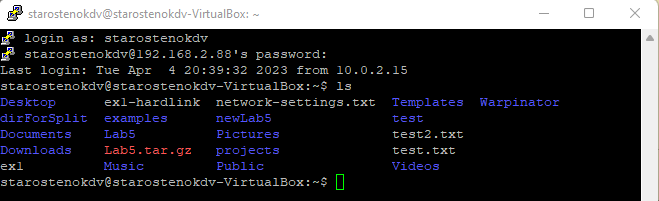 starostenokdv@starostenokdv-VirtualBox: ~
login as: starostenokdv
starostenokdv@192.168.2.88's password:
Last login: Tue Apr  4 20:39:32 2023 from 10.0.2.15
starostenokdv@starostenokdv-VirtualBox:~$ ls
Desktop      ex1-hardlink  network-settings.txt  Templates  Warpinator
dirForSplit  examples      newLab5               test
Documents    Lab5          Pictures              test2.txt
Downloads    Lab5.tar.gz   projects              test.txt
ex1          Music         Public                Videos
starostenokdv@starostenokdv-VirtualBox:~$